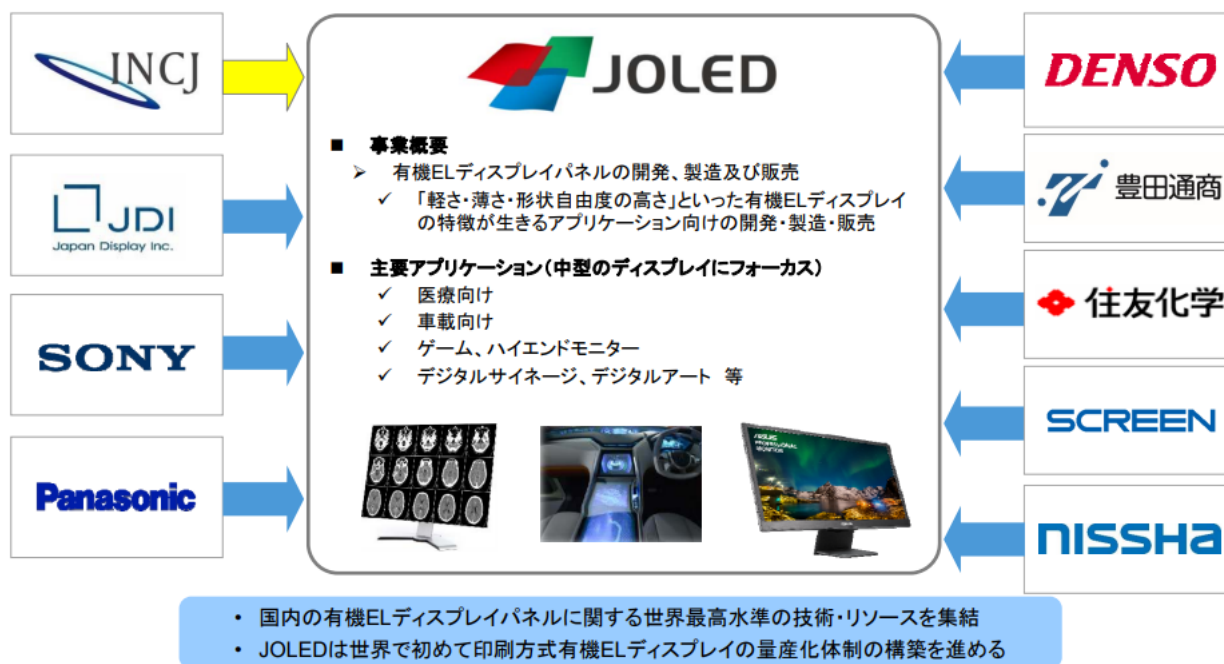 INCJ
JDI
Japan Display Inc.
SONY
Panasonic
JOLED
■ 事業概要
➢ 有機ELディスプレイパネルの開発、製造及び販売
✓ 「軽さ・薄さ・形状自由度の高さ」といった有機ELディスプレイ
の特徴が生きるアプリケーション向けの開発・製造・販売
■ 主要アプリケーション(中型のディスプレイにフォーカス)
✓ 医療向け
✓ 車載向け
✓ ゲーム、ハイエンドモニター
✓ デジタルサイネージ、デジタルアート 等
ASUS
PROFESSIONAL
MONITOR
DENSO
豊田通商
住友化学
SCREEN
NISSHA
• 国内の有機ELディスプレイパネルに関する世界最高水準の技術・リソースを集結
• JOLEDは世界で初めて印刷方式有機ELディスプレイの量産化体制の構築を進める